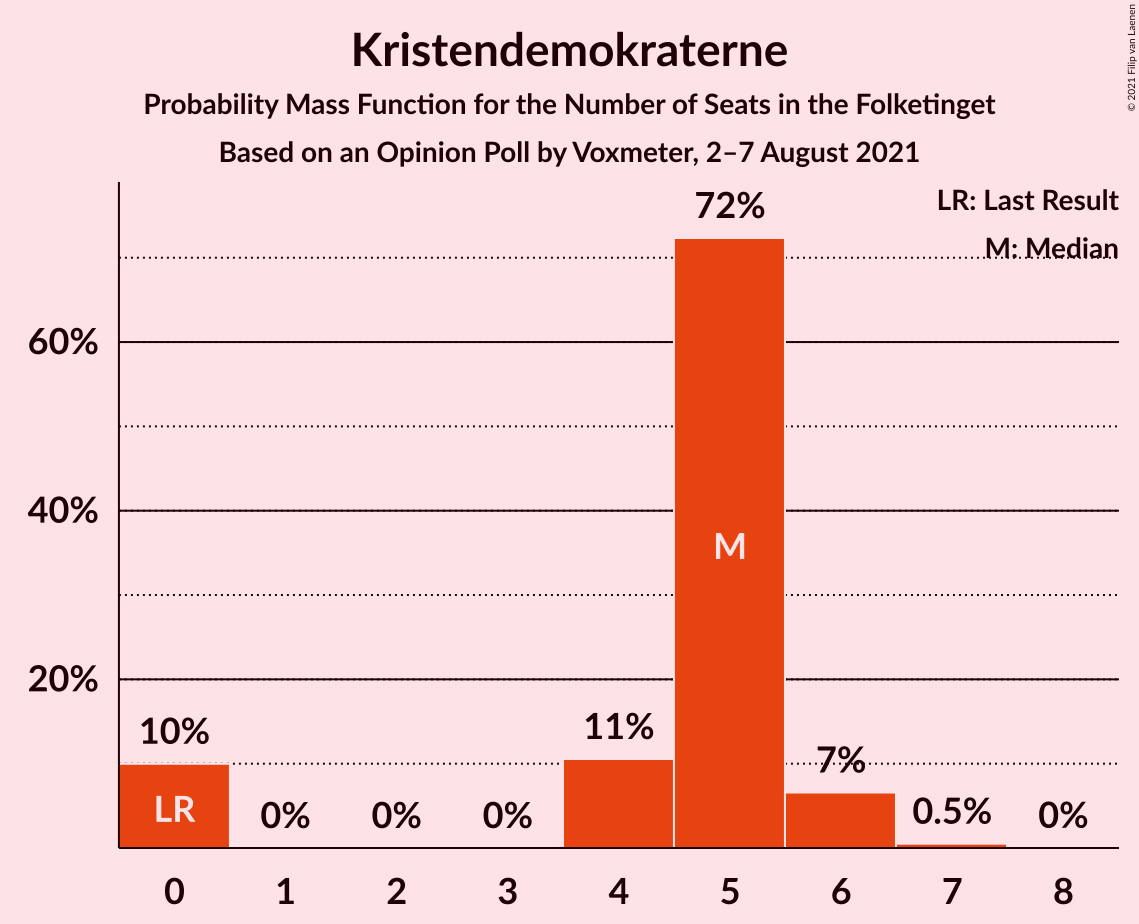 Kristendemokraterne
Probability Mass Function for the Number of Seats in the Folketinget
Based on an Opinion Poll by Voxmeter, 2–7 August 2021
© 2021 Filip van Laenen
LR: Last Result
M: Median
72%
60%
40%
20%
M
10%
11%
7%
LR
0%
0%
0%
0.5%
0%
0
1
2
3
4
5
6
7
8